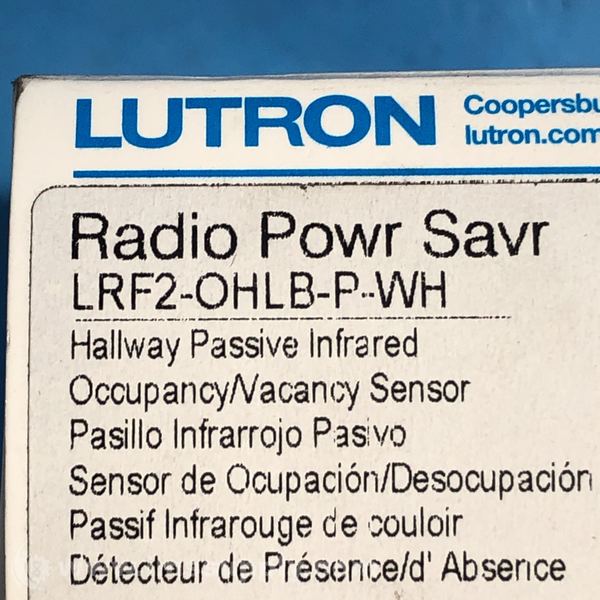 LUTRON
Coopersbu
lutron.com
Radio Powr Savr
LRF2-OHLB-P-WH
Hallway Passive Infrared
Occupancy/Vacancy Sensor
Pasillo Infrarrojo Pasivo
Sensor de Ocupación/Desocupación
Passif Infrarouge de couloir
Détecteur de Présence/d' Absence